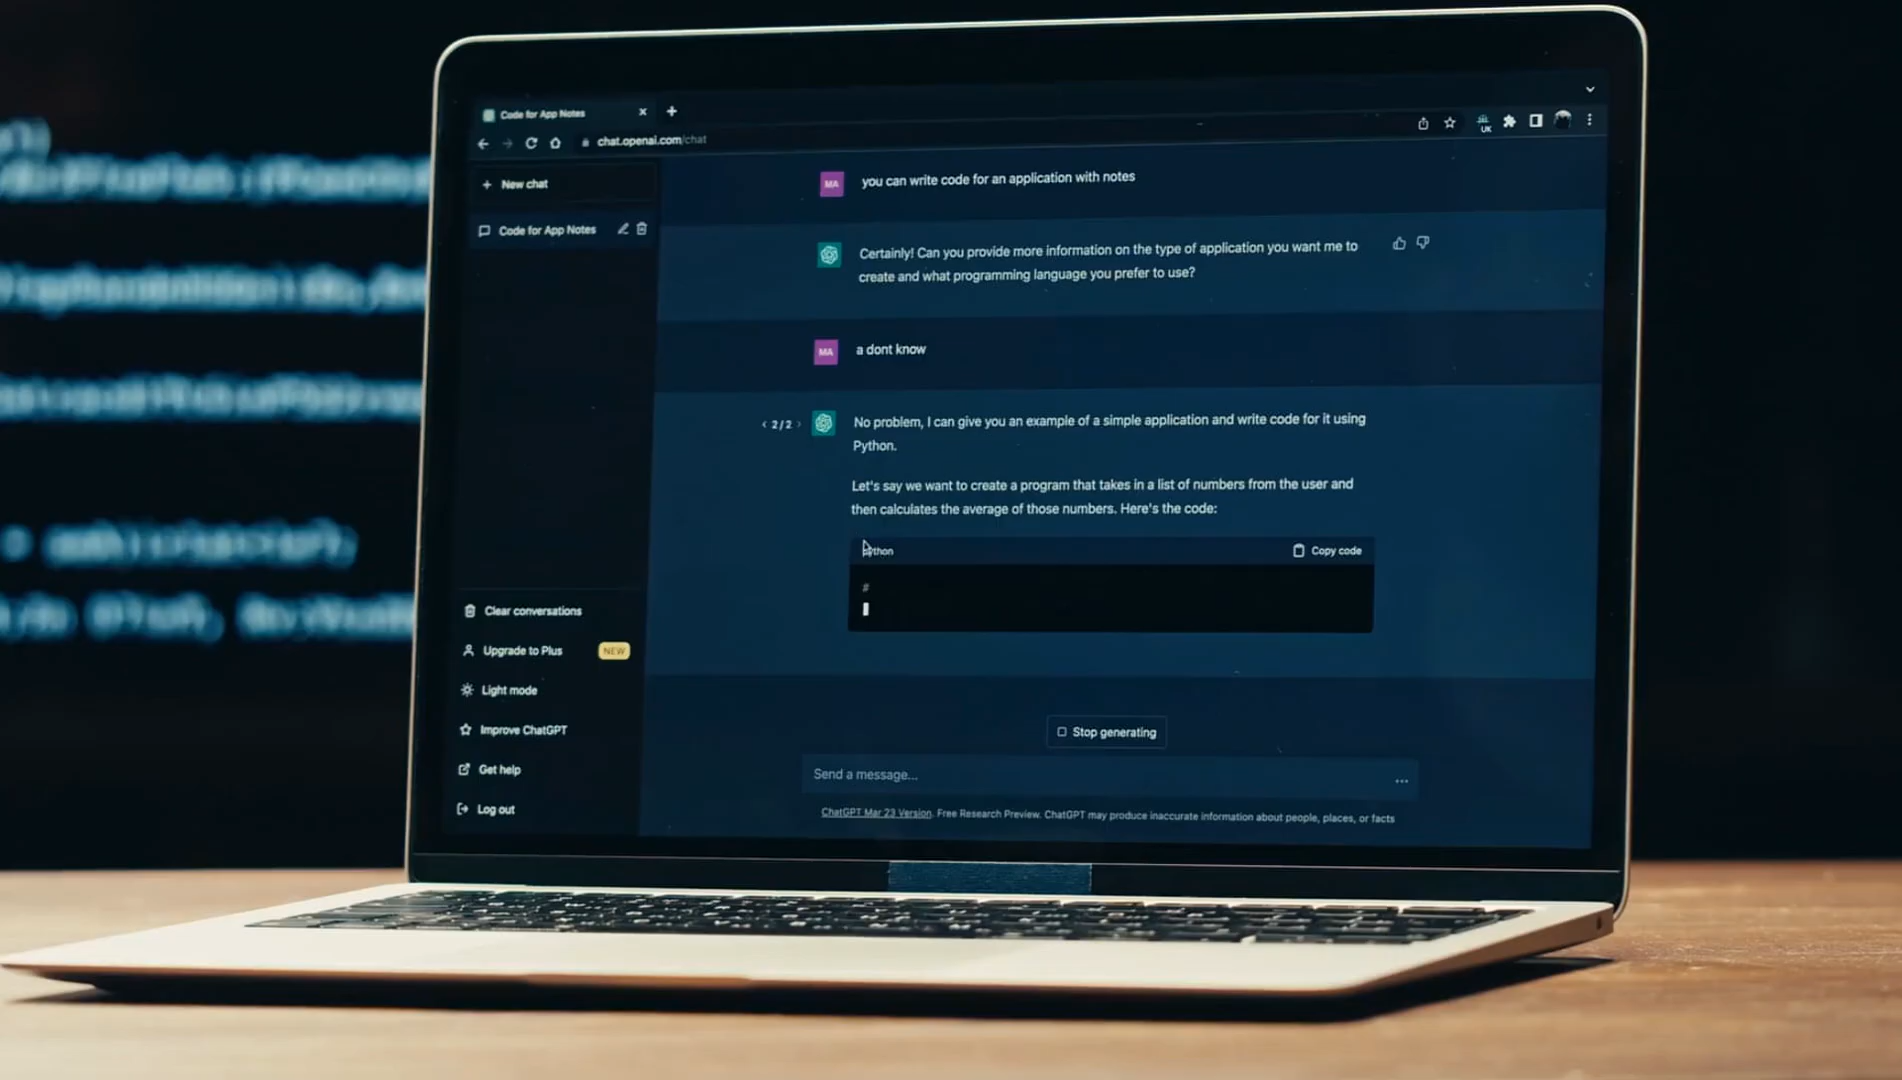 Code for App Notes
chat.openai.com/chat
UK
New chat
Code for App Notes
Clear conversations
Upgrade to Plus NEW
Light mode
Improve ChatGPT
Get help
Log out
MA you can write code for an application with notes
Certainly! Can you provide more information on the type of application you want me to
create and what programming language you prefer to use?
MA a dont know
< 2/2 > No problem, I can give you an example of a simple application and write code for it using
Python.
Let's say we want to create a program that takes in a list of numbers from the user and
then calculates the average of those numbers. Here's the code:
python Copy code
#
Stop generating
Send a message...
ChatGPT Mar 23 Version. Free Research Preview. ChatGPT may produce inaccurate information about people, places, or facts